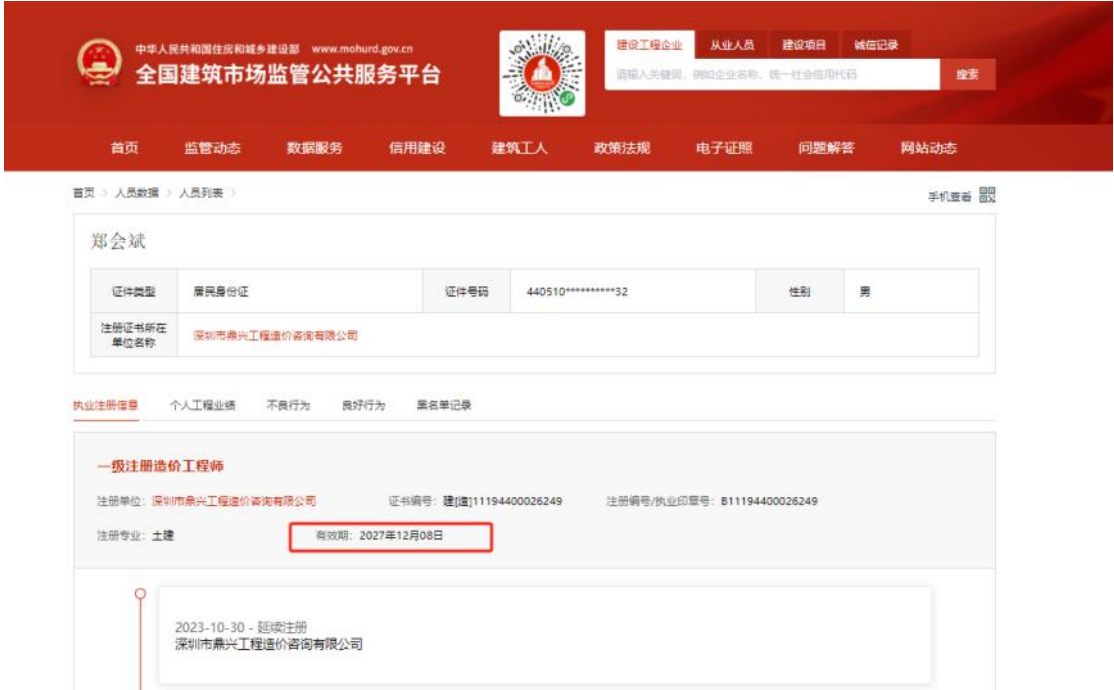 中华人民共和国住房和城乡建设部 www.mohurd.gov.cn
全国建筑市场监管公共服务平台
建设工程企业 从业人员 建设项目 诚信记录
请输入关键词，例如企业名称、统一社会信用代码 搜索
首页 监管动态 数据服务 信用建设 建筑工人 政策法规 电子证照 问题解答 网站动态
首页 > 人员数据 > 人员列表 >
手机查看
郑会斌
证件类型 居民身份证 证件号码 440510**********32 性别 男
注册证书所在
单位名称
深圳市鼎兴工程造价咨询有限公司
执业注册信息 个人工程业绩 不良行为 良好行为 黑名单记录
一级注册造价工程师
注册单位：深圳市鼎兴工程造价咨询有限公司 证书编号：建[造]11194400026249 注册编号/执业印章号：B11194400026249
注册专业：土建 有效期：2027年12月08日
2023-10-30 - 延续注册
深圳市鼎兴工程造价咨询有限公司